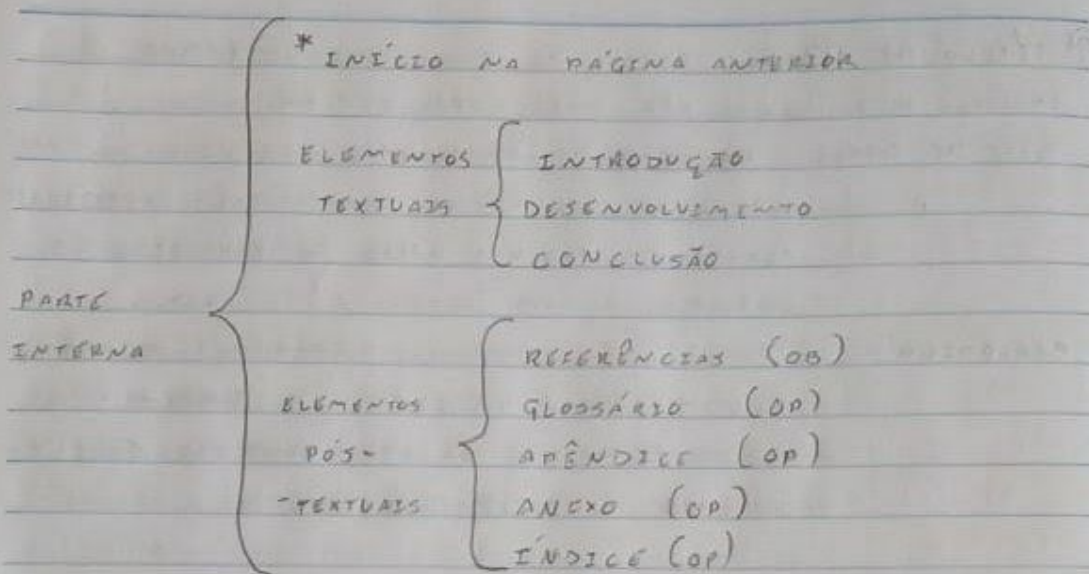 * INÍCIO NA PÁGINA ANTERIOR
ELEMENTOS
TEXTUAIS
INTRODUÇÃO
DESENVOLVIMENTO
CONCLUSÃO
PARTE
INTERNA
ELEMENTOS
PÓS-
-TEXTUAIS
REFERÊNCIAS (OB)
GLOSSÁRIO (OP)
APÊNDICE (OP)
ANEXO (OP)
ÍNDICE (OP)